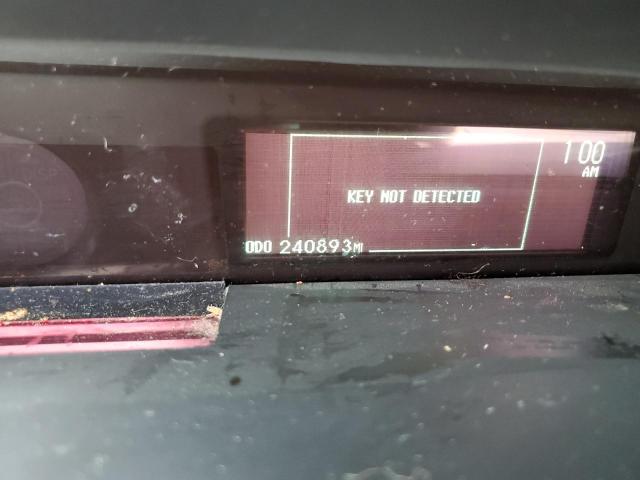 1 00
AM
KEY NOT DETECTED
ODO 240893 MI